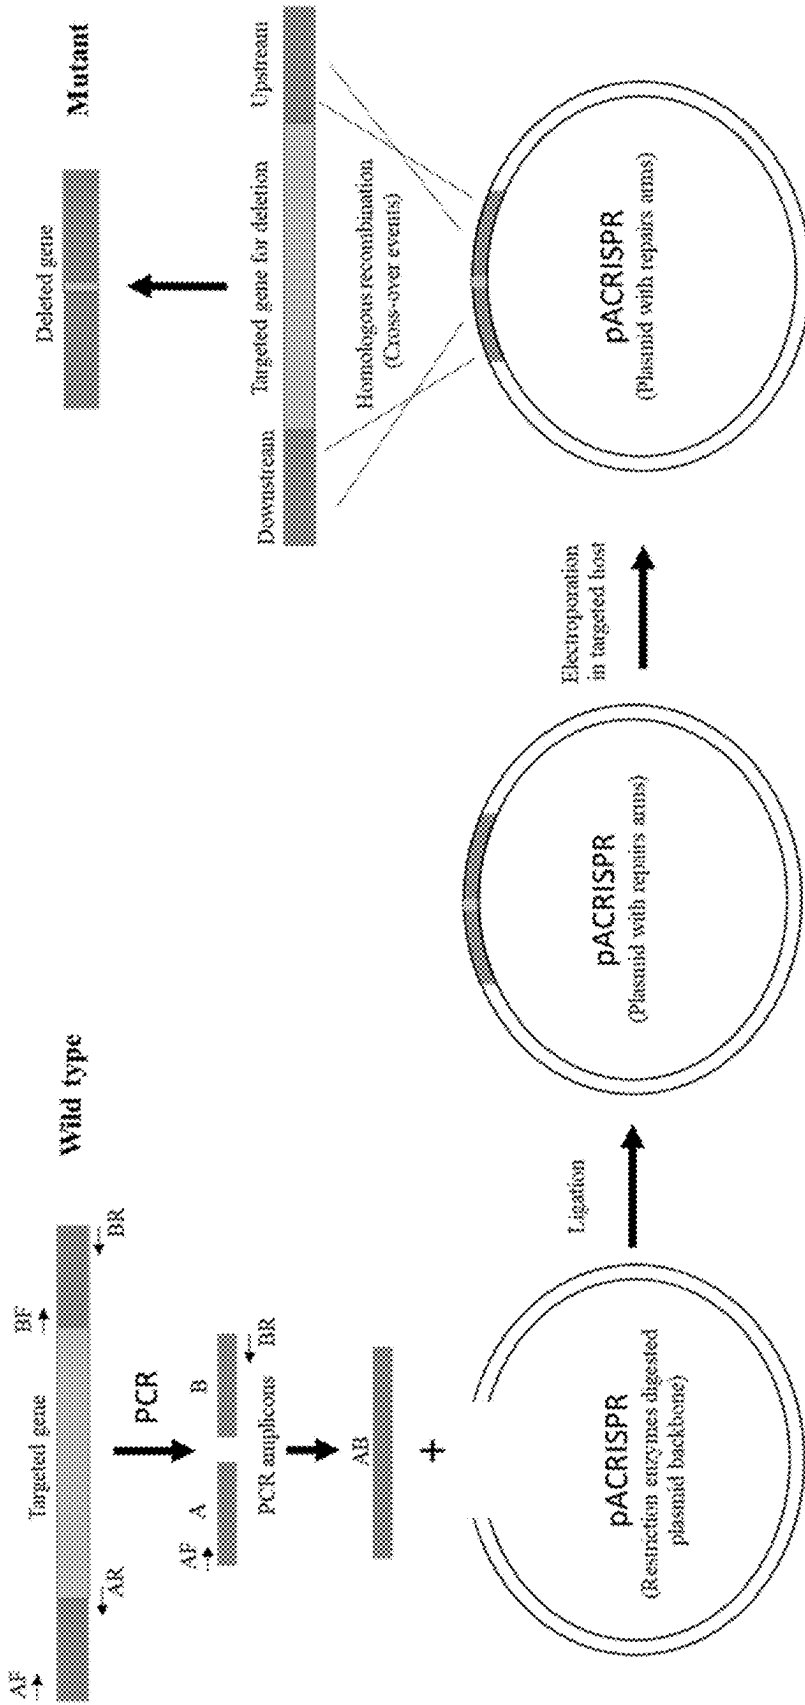 AF
AR
Targeted gene
BF
BR
Wild type
PCR
AF
A
B
BR
PCR amplicons
AB
+
pACRISPR
(Restriction enzymes digested
plasmid backbone)
Ligation
pACRISPR
(Plasmid with repairs arms)
Electroporation
in targeted host
pACRISPR
(Plasmid with repairs arms)
Homologous recombination
(Cross-over events)
Downstream
Targeted gene for deletion
Upstream
Deleted gene
Mutant